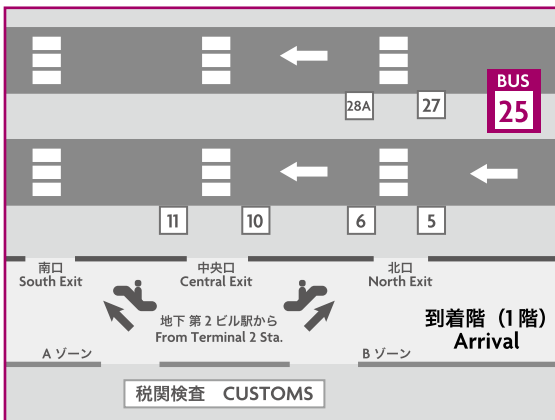 BUS
25
28A
27
11
10
6
5
南口
South Exit
中央口
Central Exit
北口
North Exit
地下 第2ビル駅から
From Terminal 2 Sta.
到着階（1階）
Arrival
A ゾーン
B ゾーン
税関検査 CUSTOMS